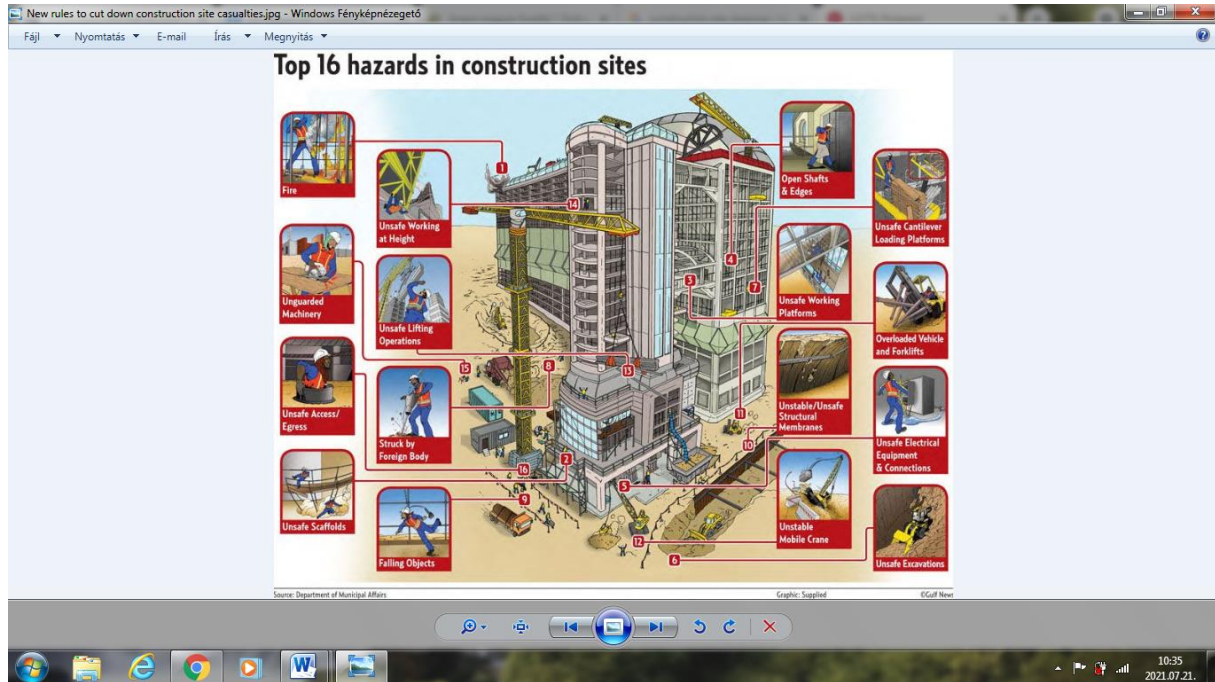 New rules to cut down construction site casualties.jpg - Windows Fényképnézegető
Fájl Nyomtatás E-mail Írás Megnyitás
Top 16 hazards in construction sites
Fire
Unsafe Working
at Height
Unguarded
Machinery
Unsafe Lifting
Operations
Unsafe Access/
Egress
Struck by
Foreign Body
Unsafe Scaffolds
Falling Objects
Open Shafts
& Edges
Unsafe Cantilever
Loading Platforms
Unsafe Working
Platforms
Overloaded Vehicle
and Forklifts
Unstable/Unsafe
Structural
Membranes
Unsafe Electrical
Equipment
& Connections
Unstable
Mobile Crane
Unsafe Excavations
1
14
4
3
7
8
15
13
11
10
2
16
5
9
12
6
Source: Department of Municipal Affairs
Graphic: Supplied
©Gulf News
10:35
2021.07.21.